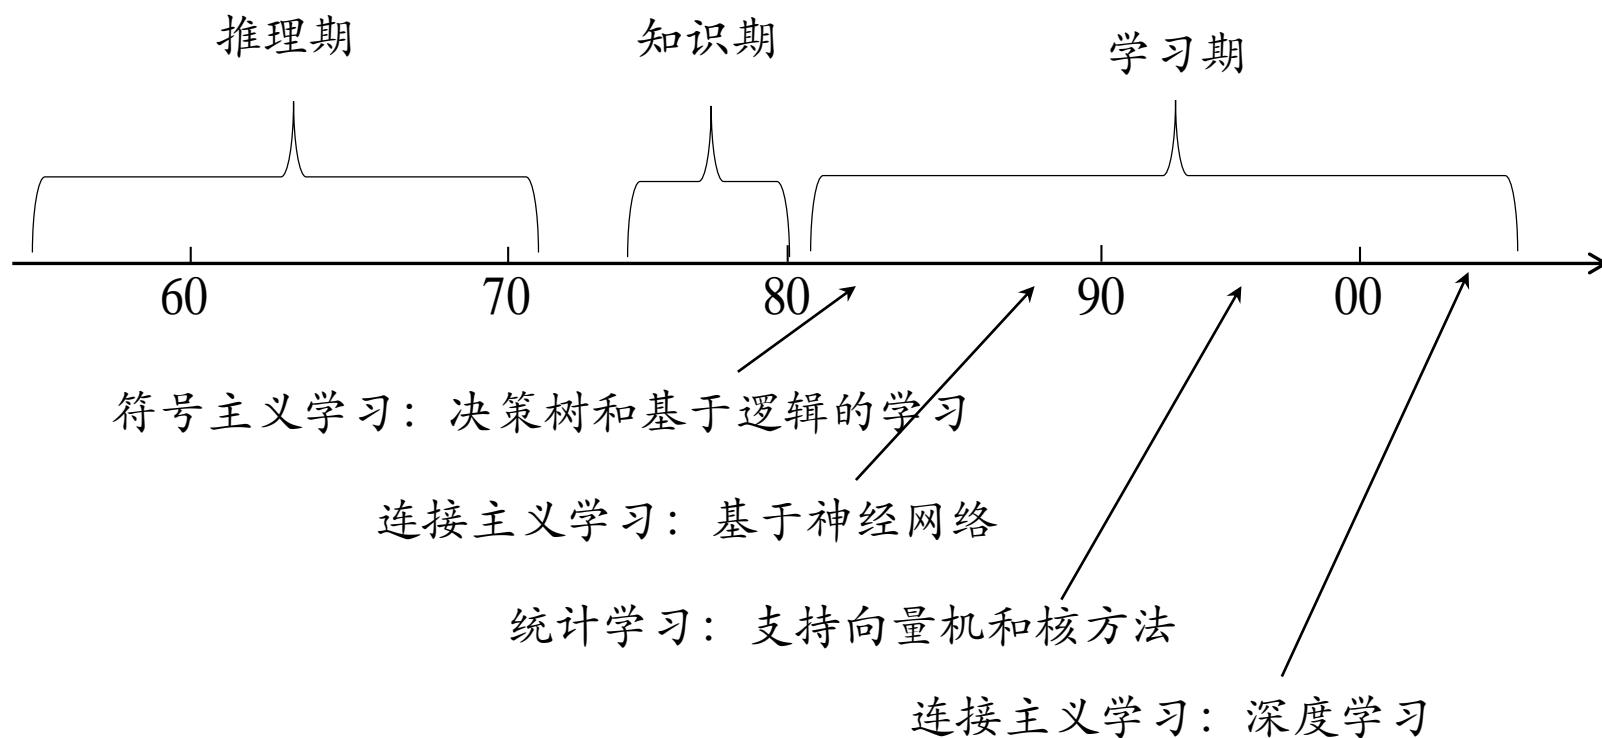 推理期
知识期
学习期
60
70
80
90
00
符号主义学习：决策树和基于逻辑的学习
连接主义学习：基于神经网络
统计学习：支持向量机和核方法
连接主义学习：深度学习